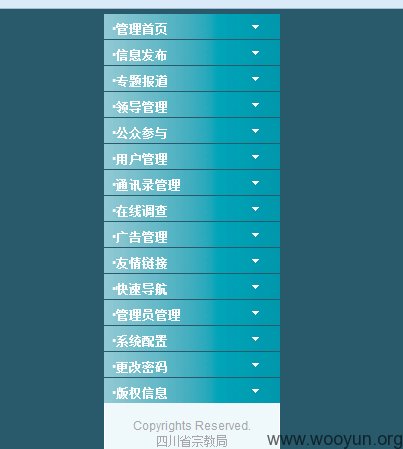 •管理首页
•信息发布
•专题报道
•领导管理
•公众参与
•用户管理
•通讯录管理
•在线调查
•广告管理
•友情链接
•快速导航
•管理员管理
•系统配置
•更改密码
•版权信息
Copyrights Reserved.
四川省宗教局
www.wooyun.org